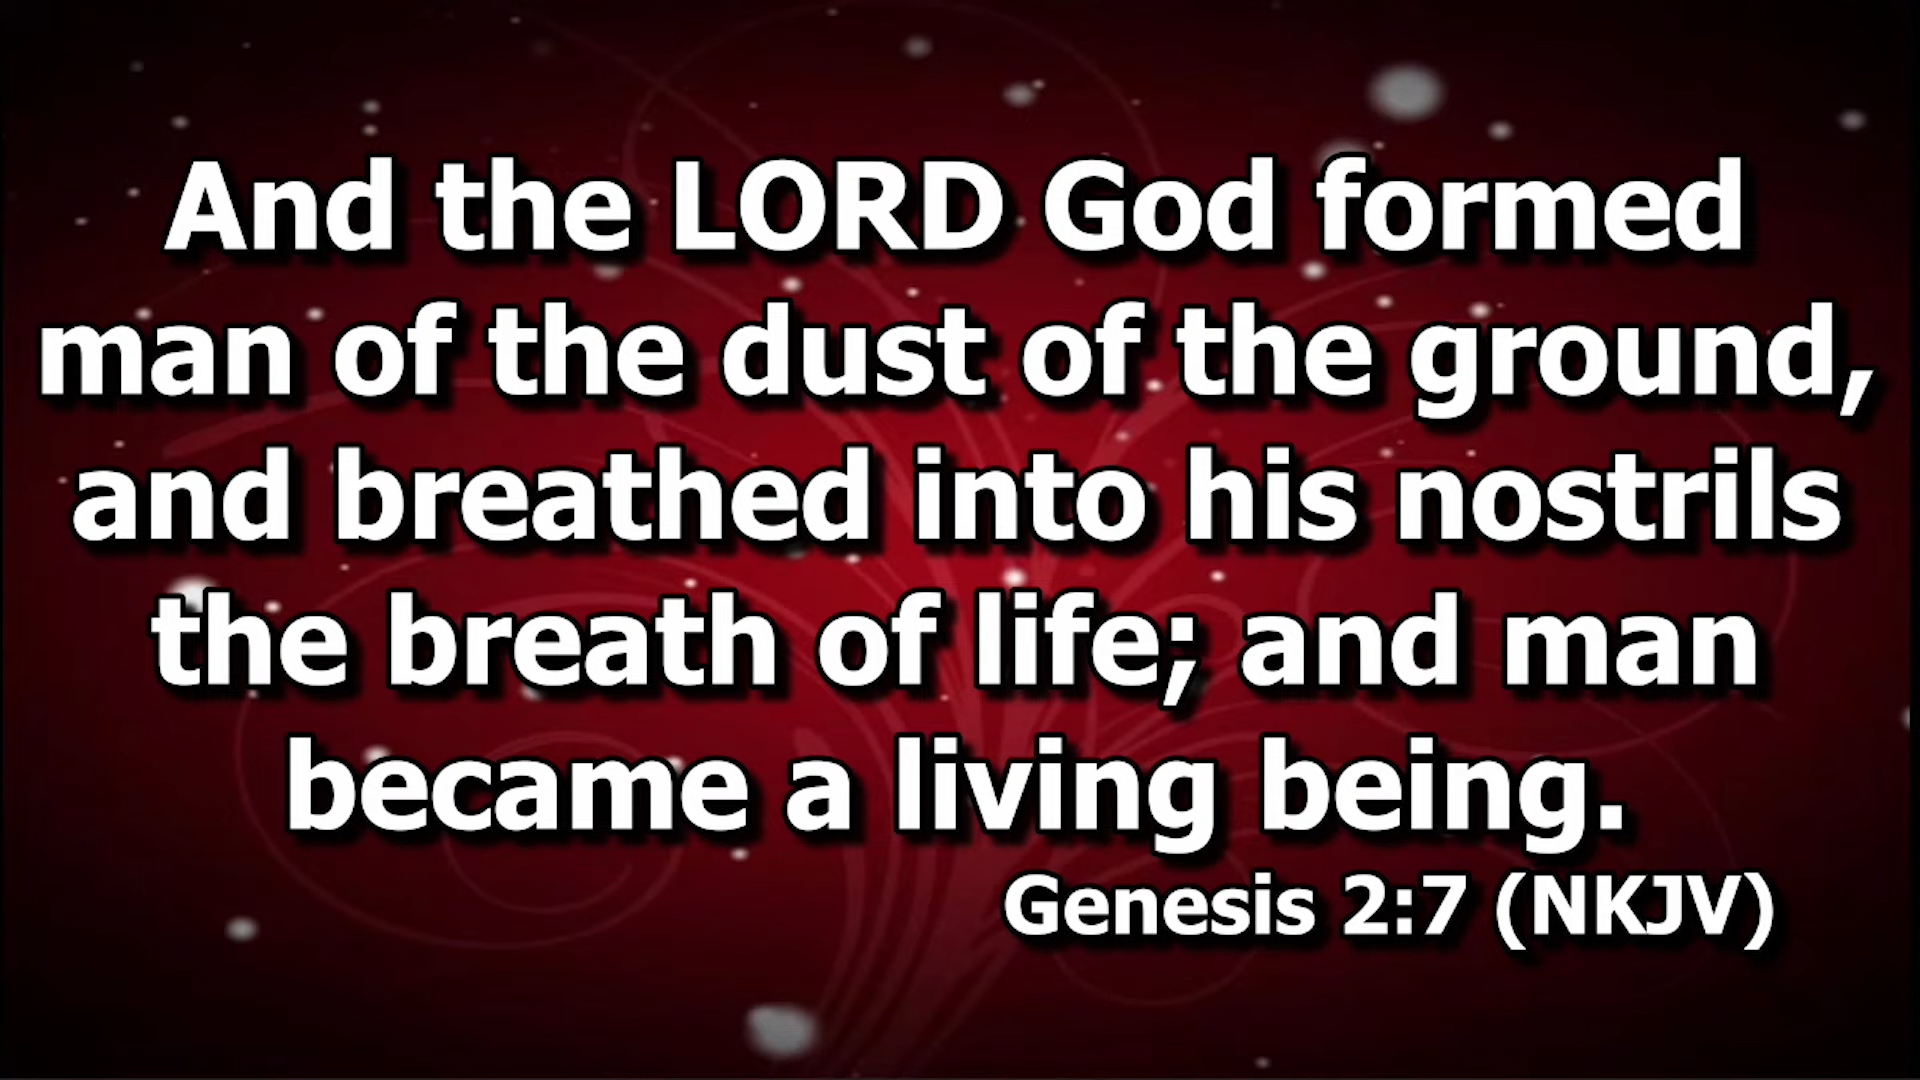 And the LORD God formed
man of the dust of the ground,
and breathed into his nostrils
the breath of life; and man
became a living being.
Genesis 2:7 (NKJV)